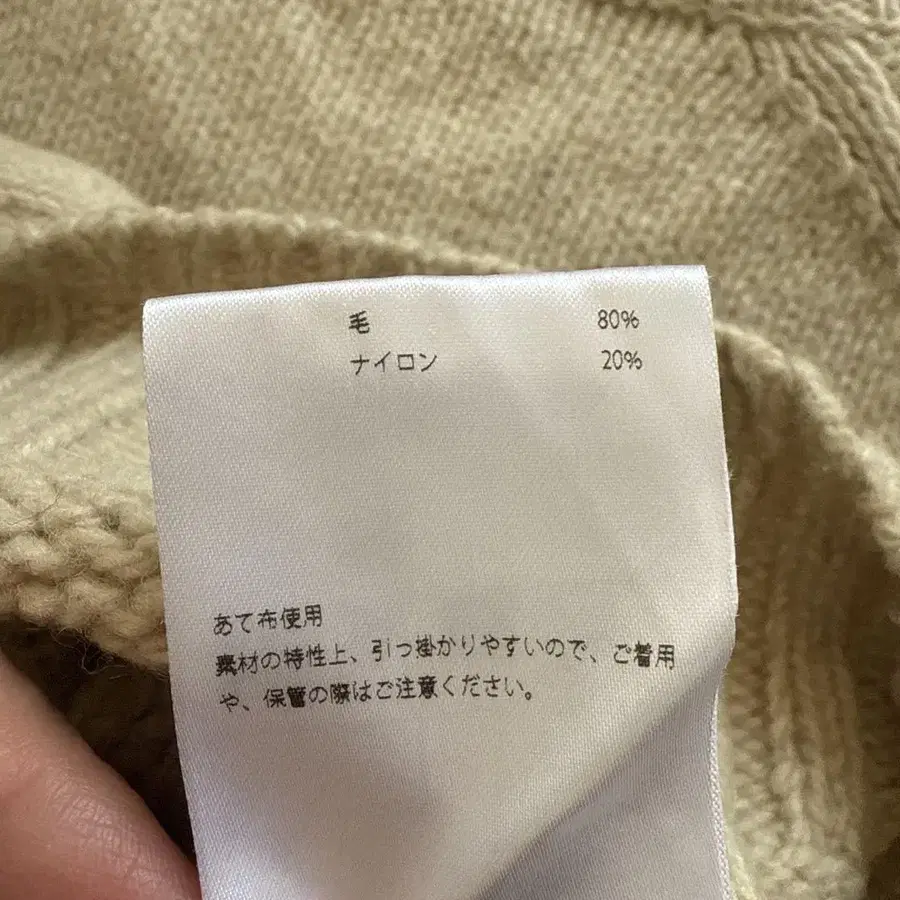 毛 80%
ナイロン 20%
あて布使用
素材の特性上、引っ掛かりやすいので、ご着用
や、保管の際はご注意ください。